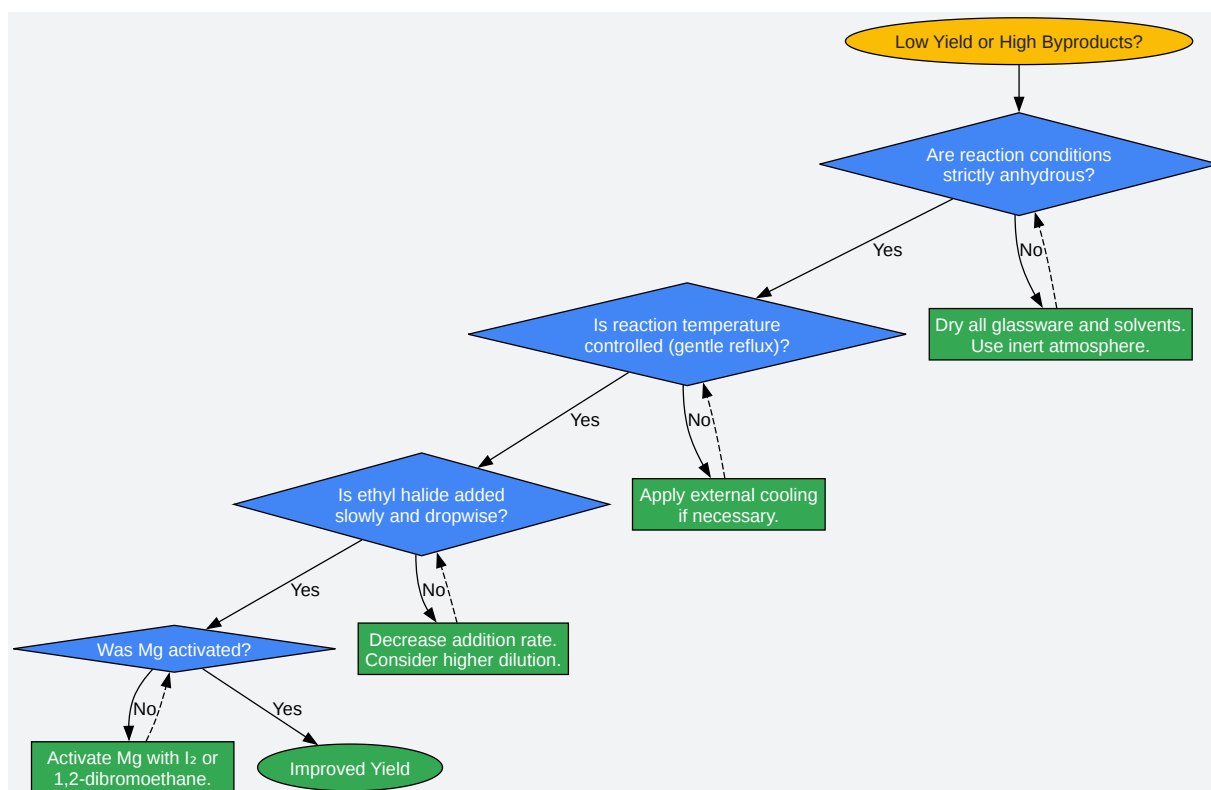 Low Yield or High Byproducts?
Are reaction conditions
strictly anhydrous?
Yes
No
Is reaction temperature
controlled (gentle reflux)?
Dry all glassware and solvents.
Use inert atmosphere.
Yes
No
Is ethyl halide added
slowly and dropwise?
Apply external cooling
if necessary.
Yes
No
Was Mg activated?
Decrease addition rate.
Consider higher dilution.
No
Yes
Activate Mg with I₂ or
1,2-dibromoethane.
Improved Yield